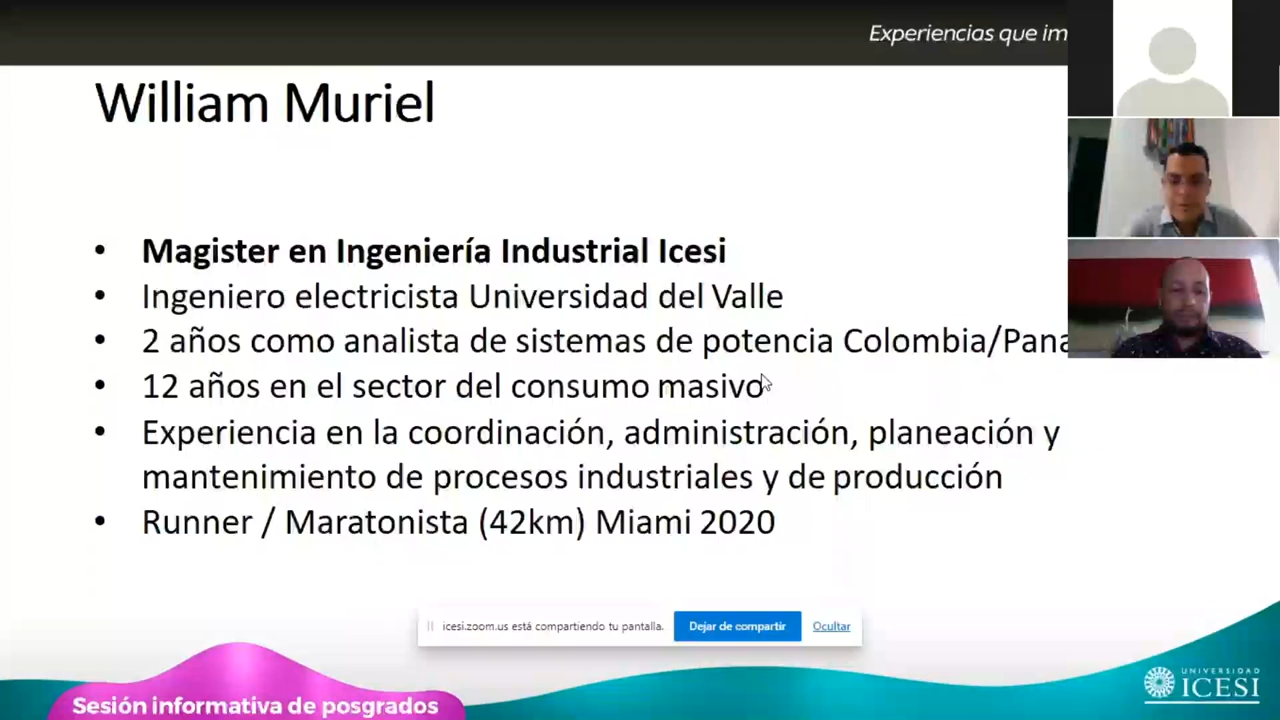 Experiencias que im
William Muriel
• Magister en Ingeniería Industrial Icesi
• Ingeniero electricista Universidad del Valle
• 2 años como analista de sistemas de potencia Colombia/Pana
• 12 años en el sector del consumo masivo
• Experiencia en la coordinación, administración, planeación y
mantenimiento de procesos industriales y de producción
• Runner / Maratonista (42km) Miami 2020
icesi.zoom.us está compartiendo tu pantalla. Dejar de compartir Ocultar
Sesión informativa de posgrados
UNIVERSIDAD
ICESI